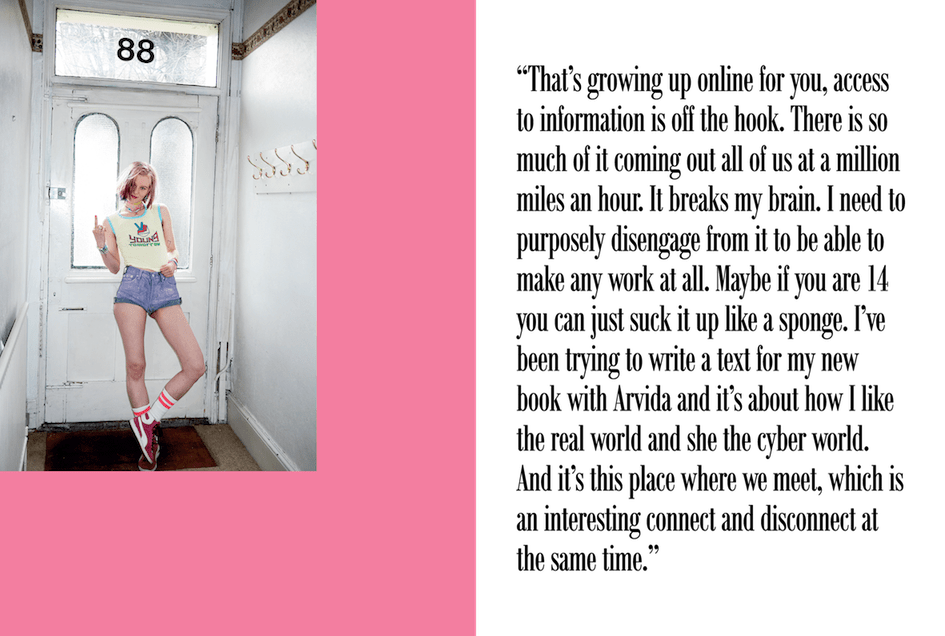 88
YOUNG
"That's growing up online for you, access
to information is off the hook. There is so
much of it coming out all of us at a million
miles an hour. It breaks my brain. I need to
purposely disengage from it to be able to
make any work at all. Maybe if you are 14
you can just suck it up like a sponge. I've
been trying to write a text for my new
book with Arvida and it's about how I like
the real world and she the cyber world.
And it's this place where we meet, which is
an interesting connect and disconnect at
the same time."